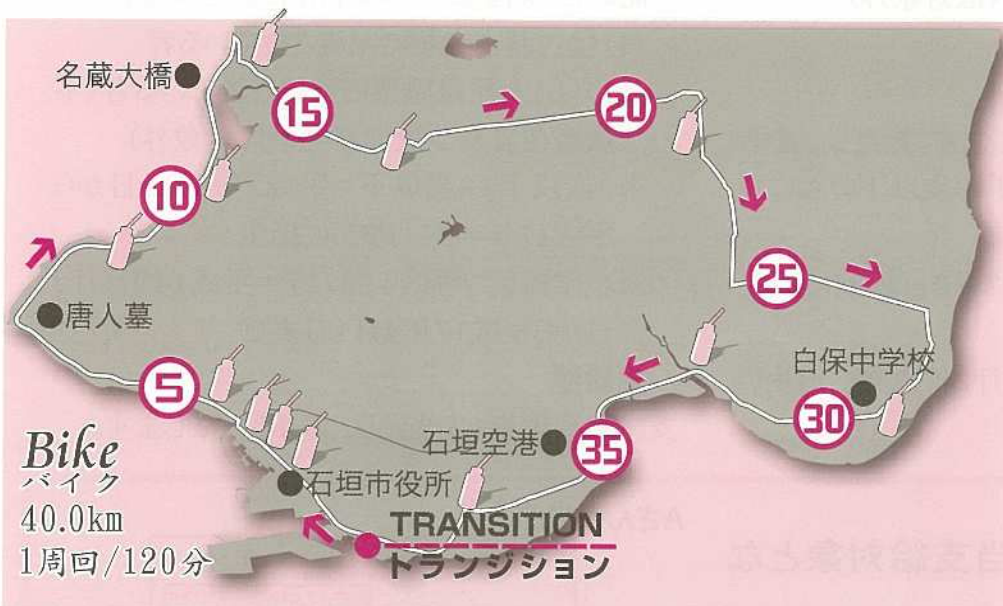 名蔵大橋
15
20
10
25
唐人墓
白保中学校
5
30
石垣空港
35
Bike
バイク
40.0km
1周回/120分
石垣市役所
TRANSITION
トランジション